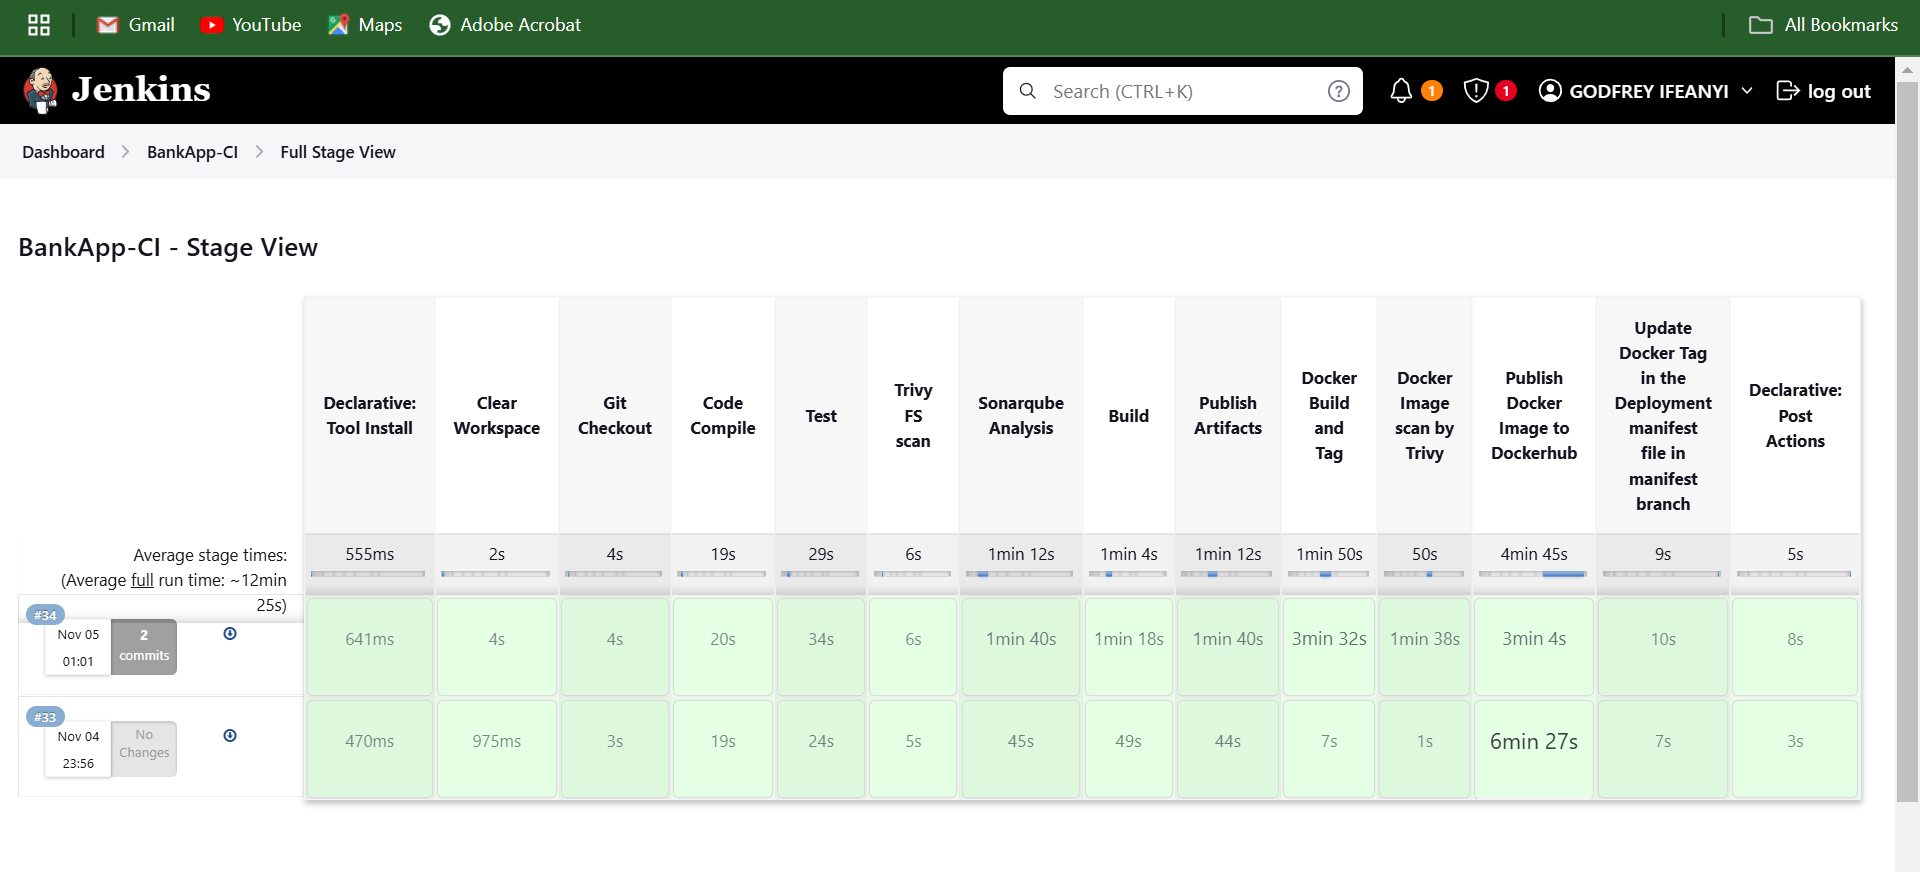 Gmail
YouTube
Maps
Adobe Acrobat
All Bookmarks
Jenkins
Search (CTRL+K)
?
1
1
GODFREY IFEANYI
log out
Dashboard
BankApp-CI
Full Stage View
BankApp-CI - Stage View
Declarative:
Tool Install
Clear
Workspace
Git
Checkout
Code
Compile
Test
Trivy
FS
scan
Sonarqube
Analysis
Build
Publish
Artifacts
Docker
Build
and
Tag
Docker
Image
scan by
Trivy
Publish
Docker
Image to
Dockerhub
Update
Docker Tag
in the
Deployment
manifest
file in
manifest
branch
Declarative:
Post
Actions
Average stage times:
(Average full run time: ~12min
25s)
555ms
2s
4s
19s
29s
6s
1min 12s
1min 4s
1min 12s
1min 50s
50s
4min 45s
9s
5s
#34
Nov 05
01:01
2
commits
641ms
4s
4s
20s
34s
6s
1min 40s
1min 18s
1min 40s
3min 32s
1min 38s
3min 4s
10s
8s
#33
Nov 04
23:56
No
Changes
470ms
975ms
3s
19s
24s
5s
45s
49s
44s
7s
1s
6min 27s
7s
3s